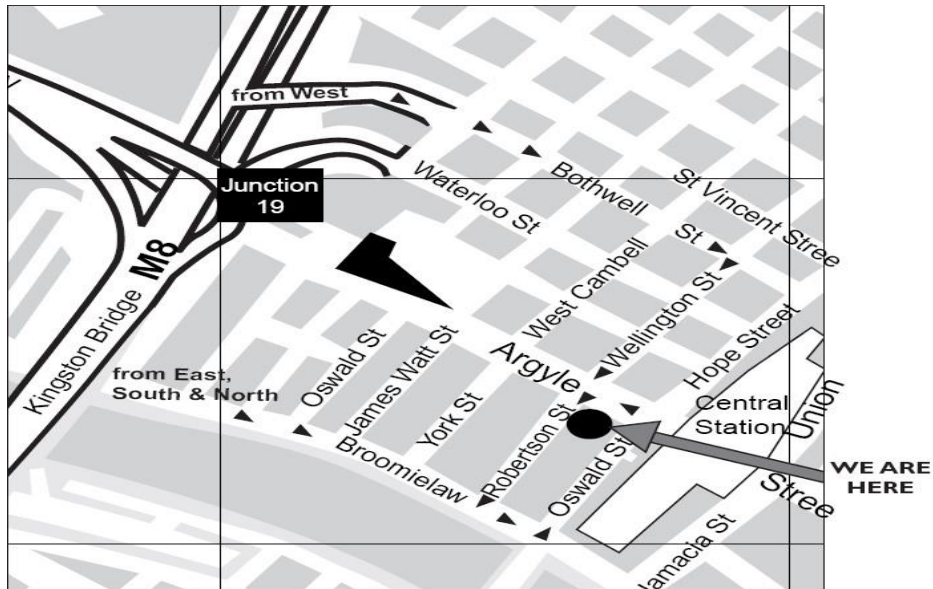 from West
Junction
19
Waterloo St
Bothwell
St
St Vincent Stree
M8
Kingston Bridge
West Cambell
Wellington St
Hope Street
Argyle
from East,
South & North
Oswald St
James Watt St
York St
Broomielaw
Robertson St
Oswald St
Central
Station
Union
Stree
WE ARE
HERE
Jamacia St